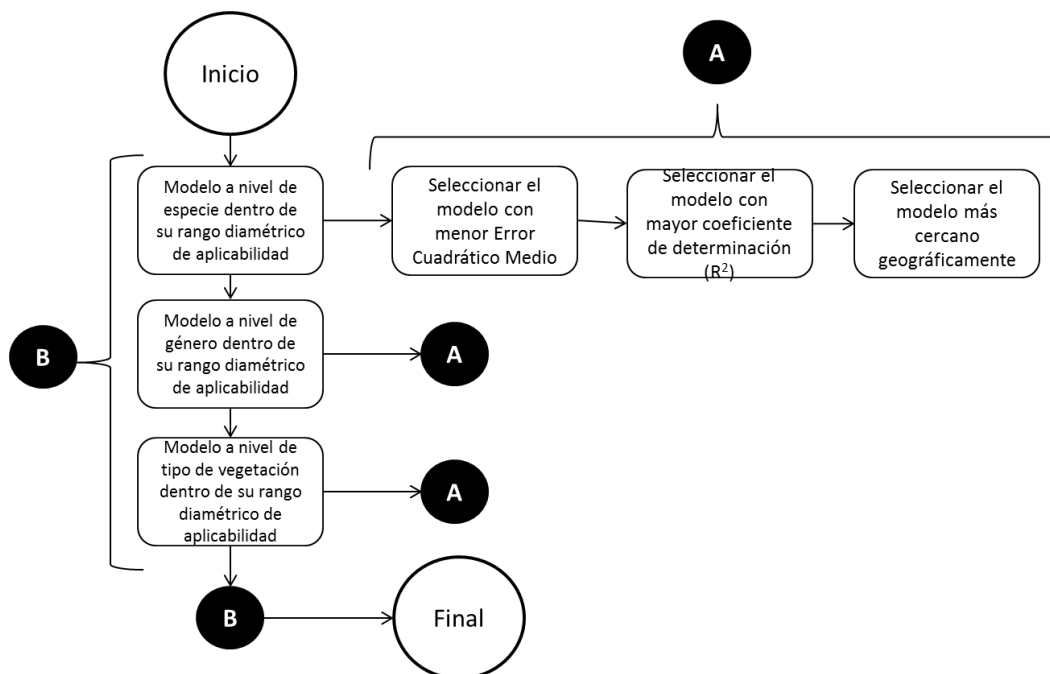 Inicio
A
Modelo a nivel de
especie dentro de
su rango diamétrico
de aplicabilidad
Seleccionar el
modelo con
menor Error
Cuadrático Medio
Seleccionar el
modelo con
mayor coeficiente
de determinación
(R²)
Seleccionar el
modelo más
cercano
geográficamente
B
Modelo a nivel de
género dentro de
su rango diamétrico
de aplicabilidad
A
Modelo a nivel de
tipo de vegetación
dentro de su rango
diamétrico de
aplicabilidad
A
B
Final